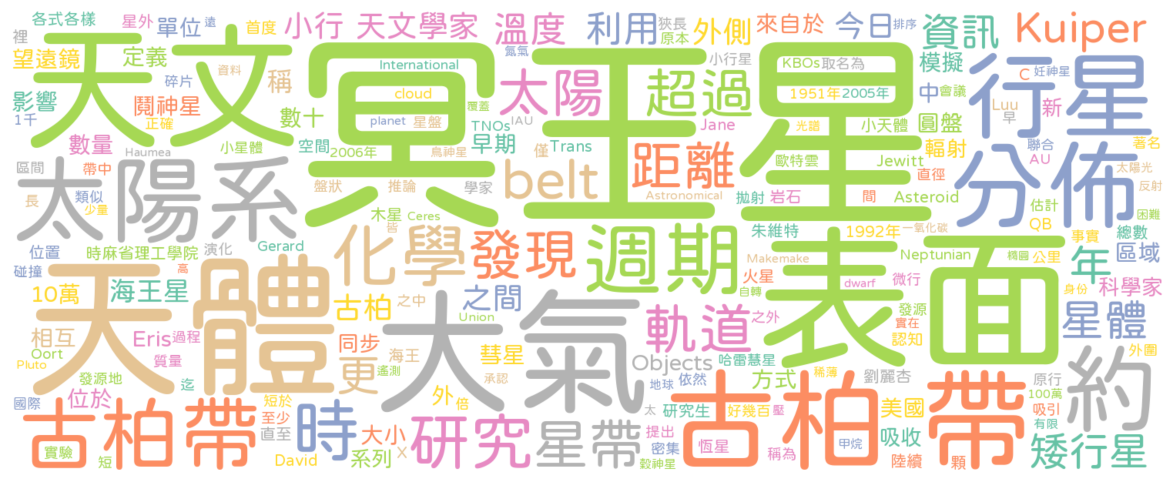 各式各樣 星外 單位 首度 小行 天文學家 溫度 利用 外側 狹長 原本 來自於 今日 遠 排序 資訊 Kuiper
裡 望遠鏡 定義 碎片 稱 資料 氮氣 小行星 KBOs 取名為 模擬 C 妊神星
天文 冥王星 International 太陽 超過 行星
影響 1千 鬩神星 正確 數十 cloud 覆蓋 planet 星盤 TNOs IAU 早期 1951年 2005年 中 會議 Luu 早 新
數量 小星體 空間 2006年 鳥神星 僅 Trans Jane 光譜 小天體 圓盤 聯合 AU 著名
區間 帶中 Haumea 太陽系 盤狀 推論 學家 belt 距離 歐特雲 輻射 Jewitt 直徑 分佈 太陽光 反射
長 類似 少量 木星 Ceres 皆 Astronomical 拋射 岩石 間 Asteroid 估計 QB 困難
位置 時麻省理工學院 演化 Gerard 化學 發現 週期 朱維特 1992年 一氧化碳 總數 事實
碰撞 高 Makemake 火星 自轉 dwarf 表面 微行 Neptunian 橢圓 公里 年 區域
天體 10萬 海王星 古柏 之中 之間 發源 實在 認知 身份 科學家
相互 Eris 過程 同步 Union 大氣 軌道 之外 星體
Oort 質量 Pluto 更 海王 遙測 彗星 Objects 哈雷慧星 稀薄 約 外圍
發源地 迄 承認 外 倍 地球 依然 方式 劉麗杏 原行 100萬
國際 位於 短於 至少 太 研究生 好幾百 壓 美國 吸引 有限
古柏帶 直至 時 大小 研究 星帶 提出 古柏帶 吸收 矮行星
實驗 短 David 系列 X 密集 恆星 穀神星 稱為 甲烷 陸續 顆